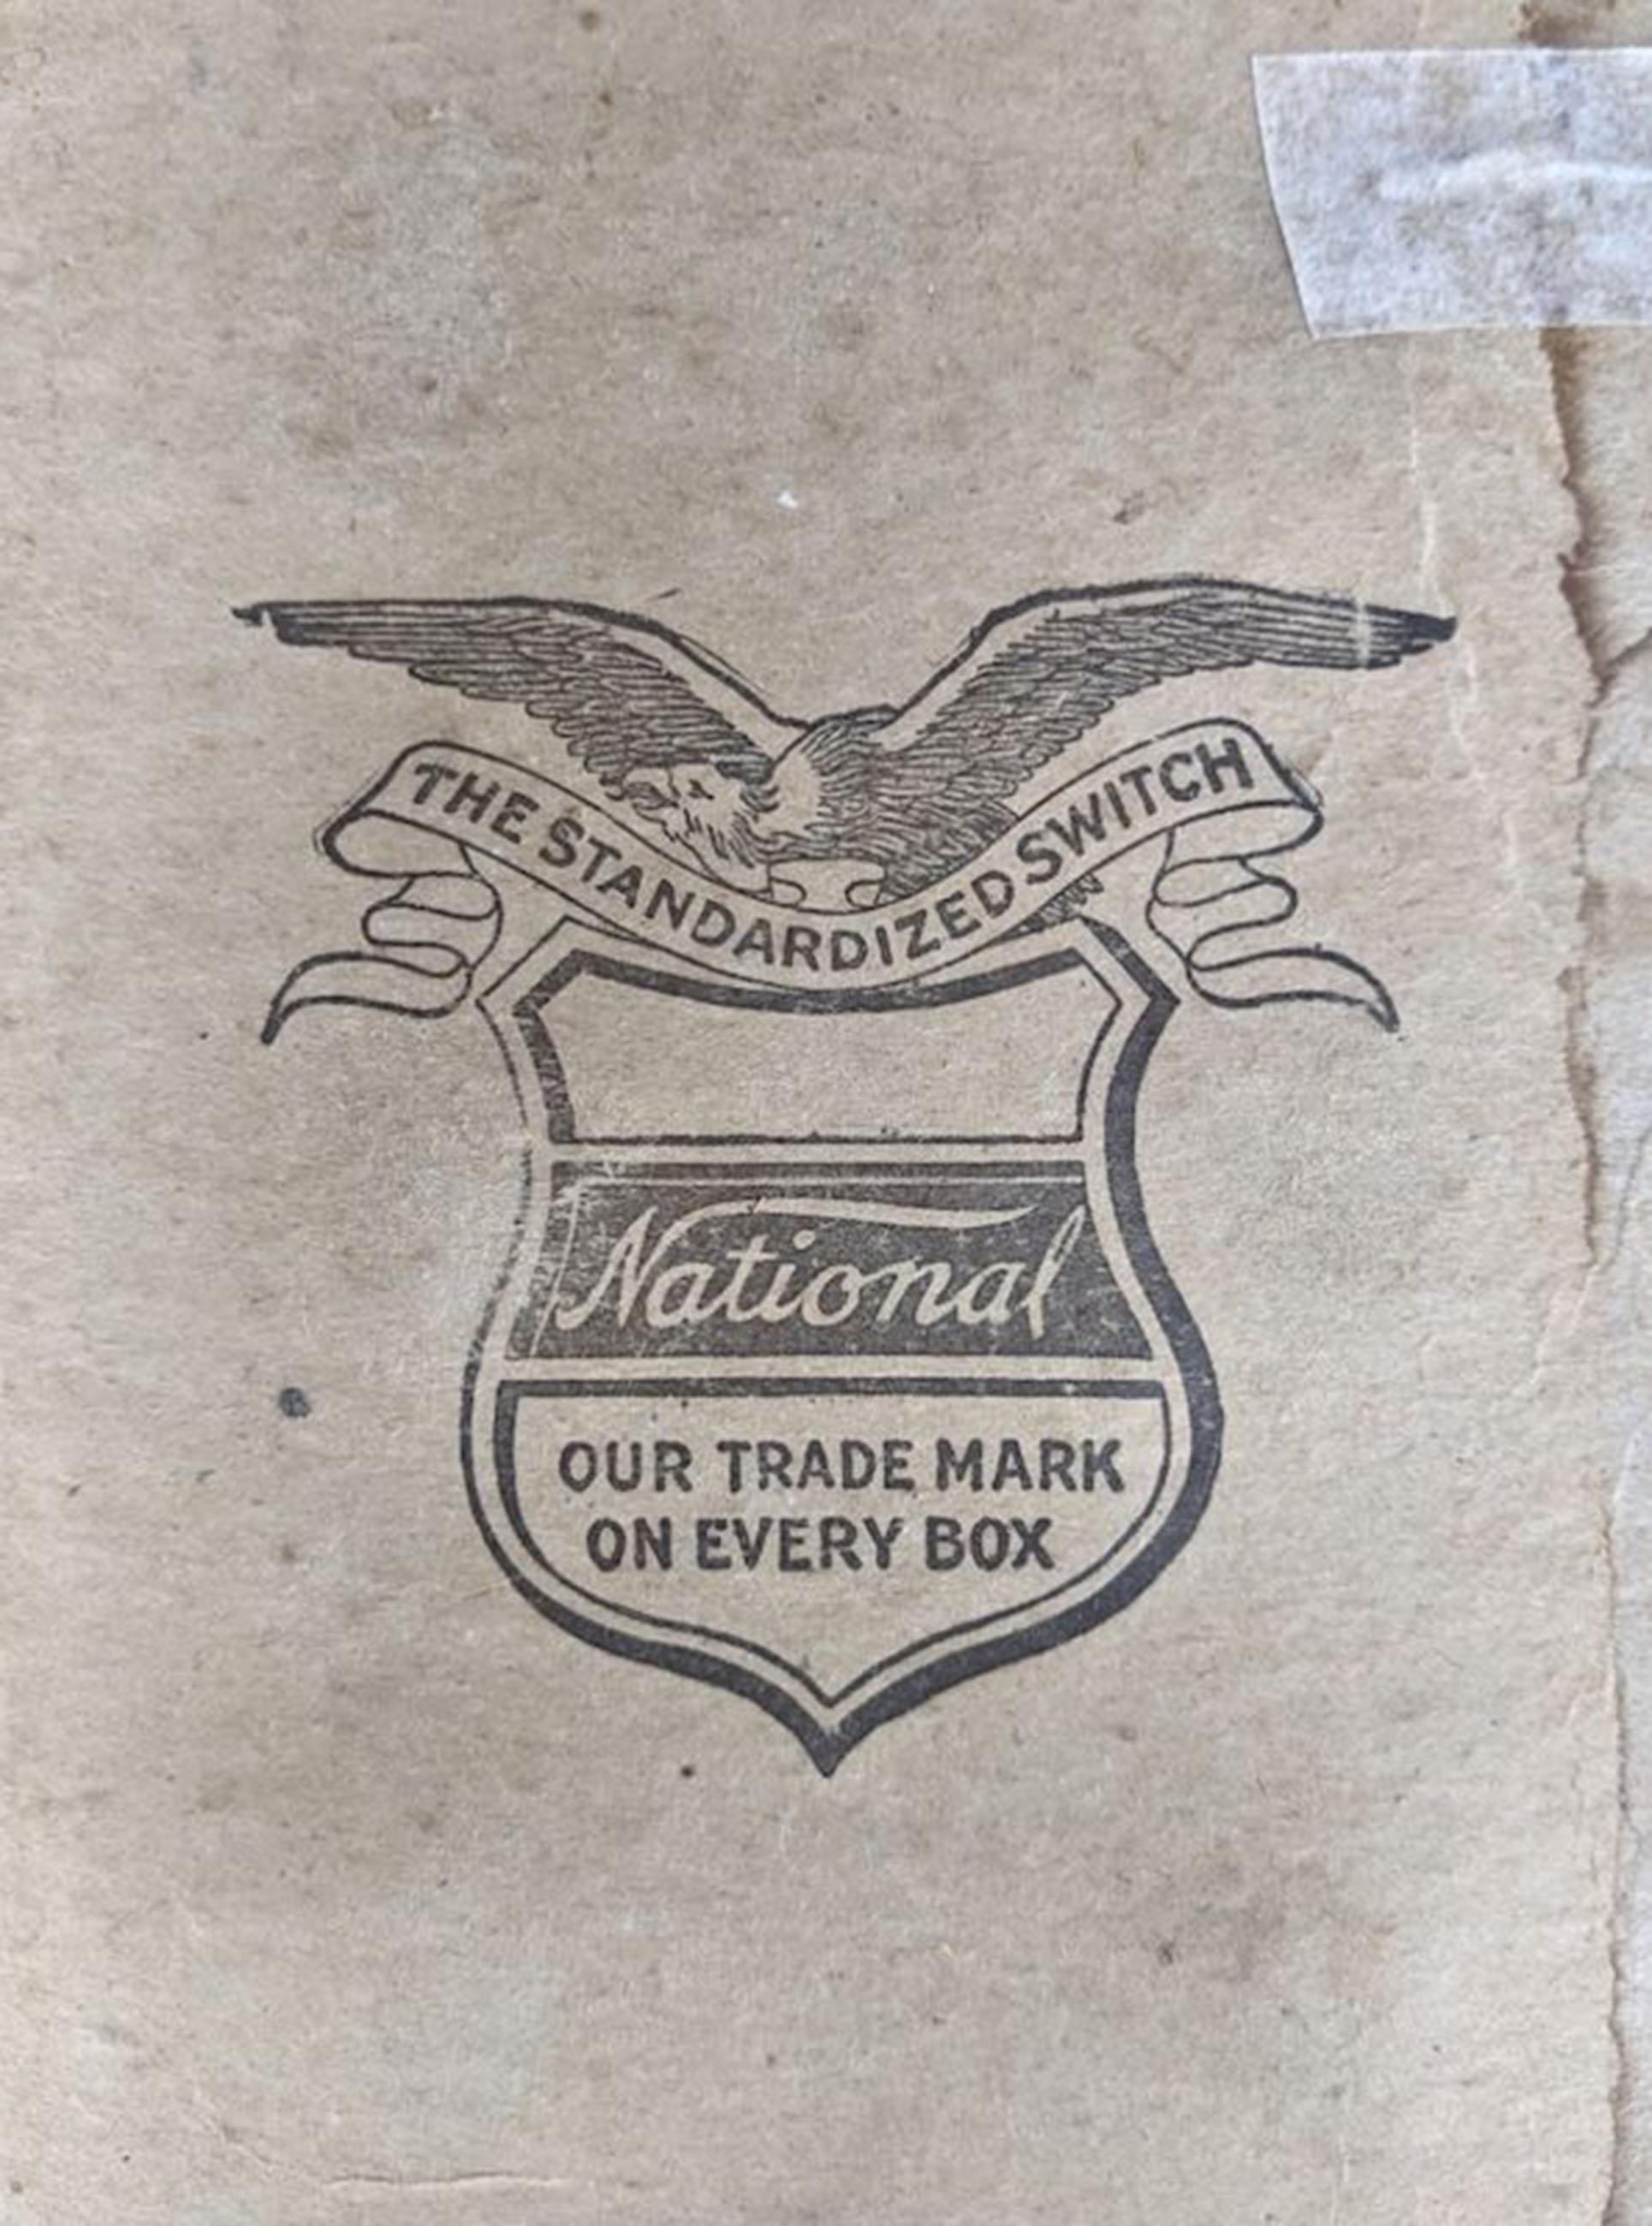 THE STANDARDIZED SWITCH
National
OUR TRADE MARK
ON EVERY BOX